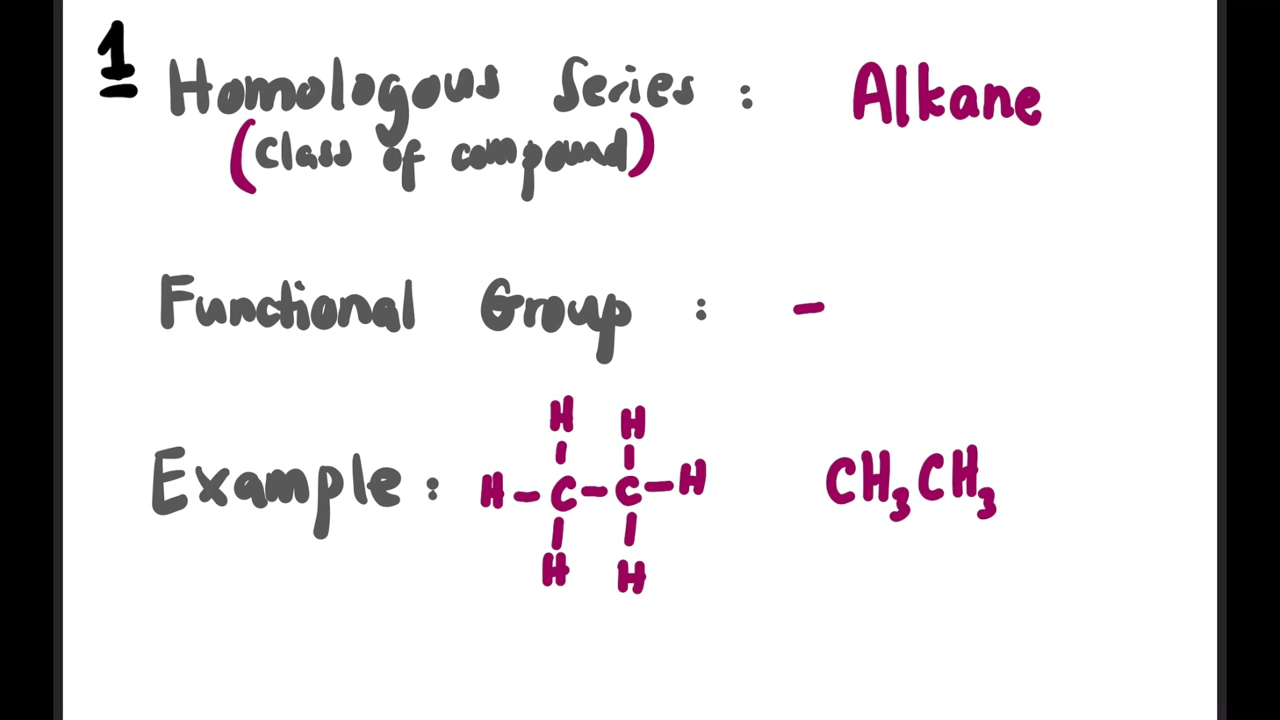 1 Homologous Series : Alkane
(Class of compound)
Functional Group : -
H H
Example : H-C-C-H CH₃CH₃
H H